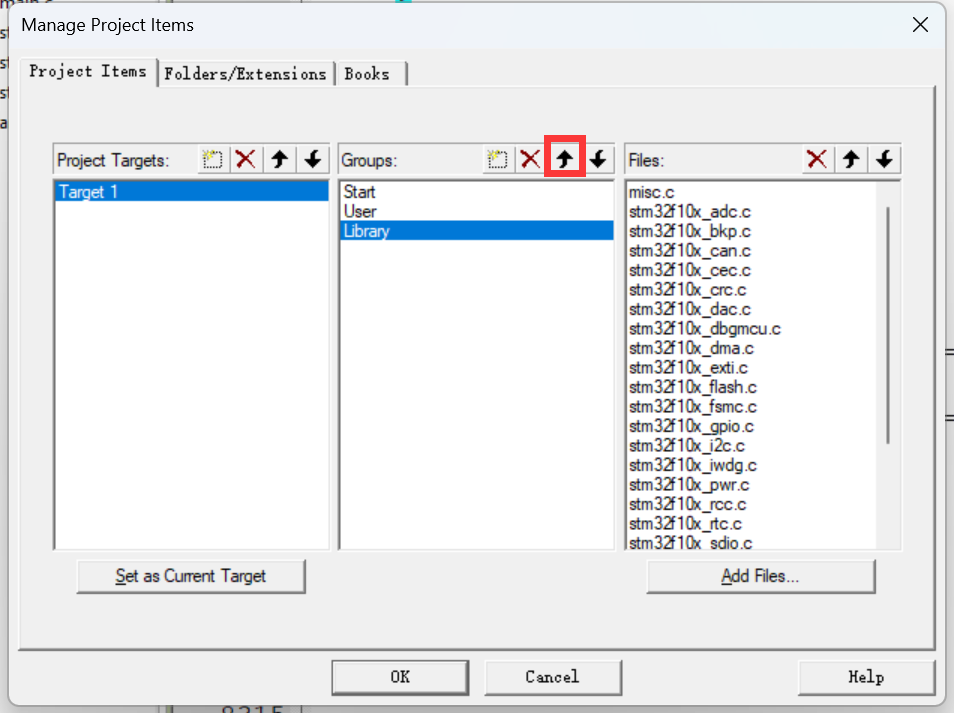 main.c
Manage Project Items
Project Items Folders/Extensions Books
Project Targets:
Target 1
Set as Current Target
Groups:
Start
User
Library
Files:
misc.c
stm32f10x_adc.c
stm32f10x_bkp.c
stm32f10x_can.c
stm32f10x_cec.c
stm32f10x_crc.c
stm32f10x_dac.c
stm32f10x_dbgmcu.c
stm32f10x_dma.c
stm32f10x_exti.c
stm32f10x_flash.c
stm32f10x_fsmc.c
stm32f10x_gpio.c
stm32f10x_i2c.c
stm32f10x_iwdg.c
stm32f10x_pwr.c
stm32f10x_rcc.c
stm32f10x_rtc.c
stm32f10x_sdio.c
Add Files...
OK Cancel Help